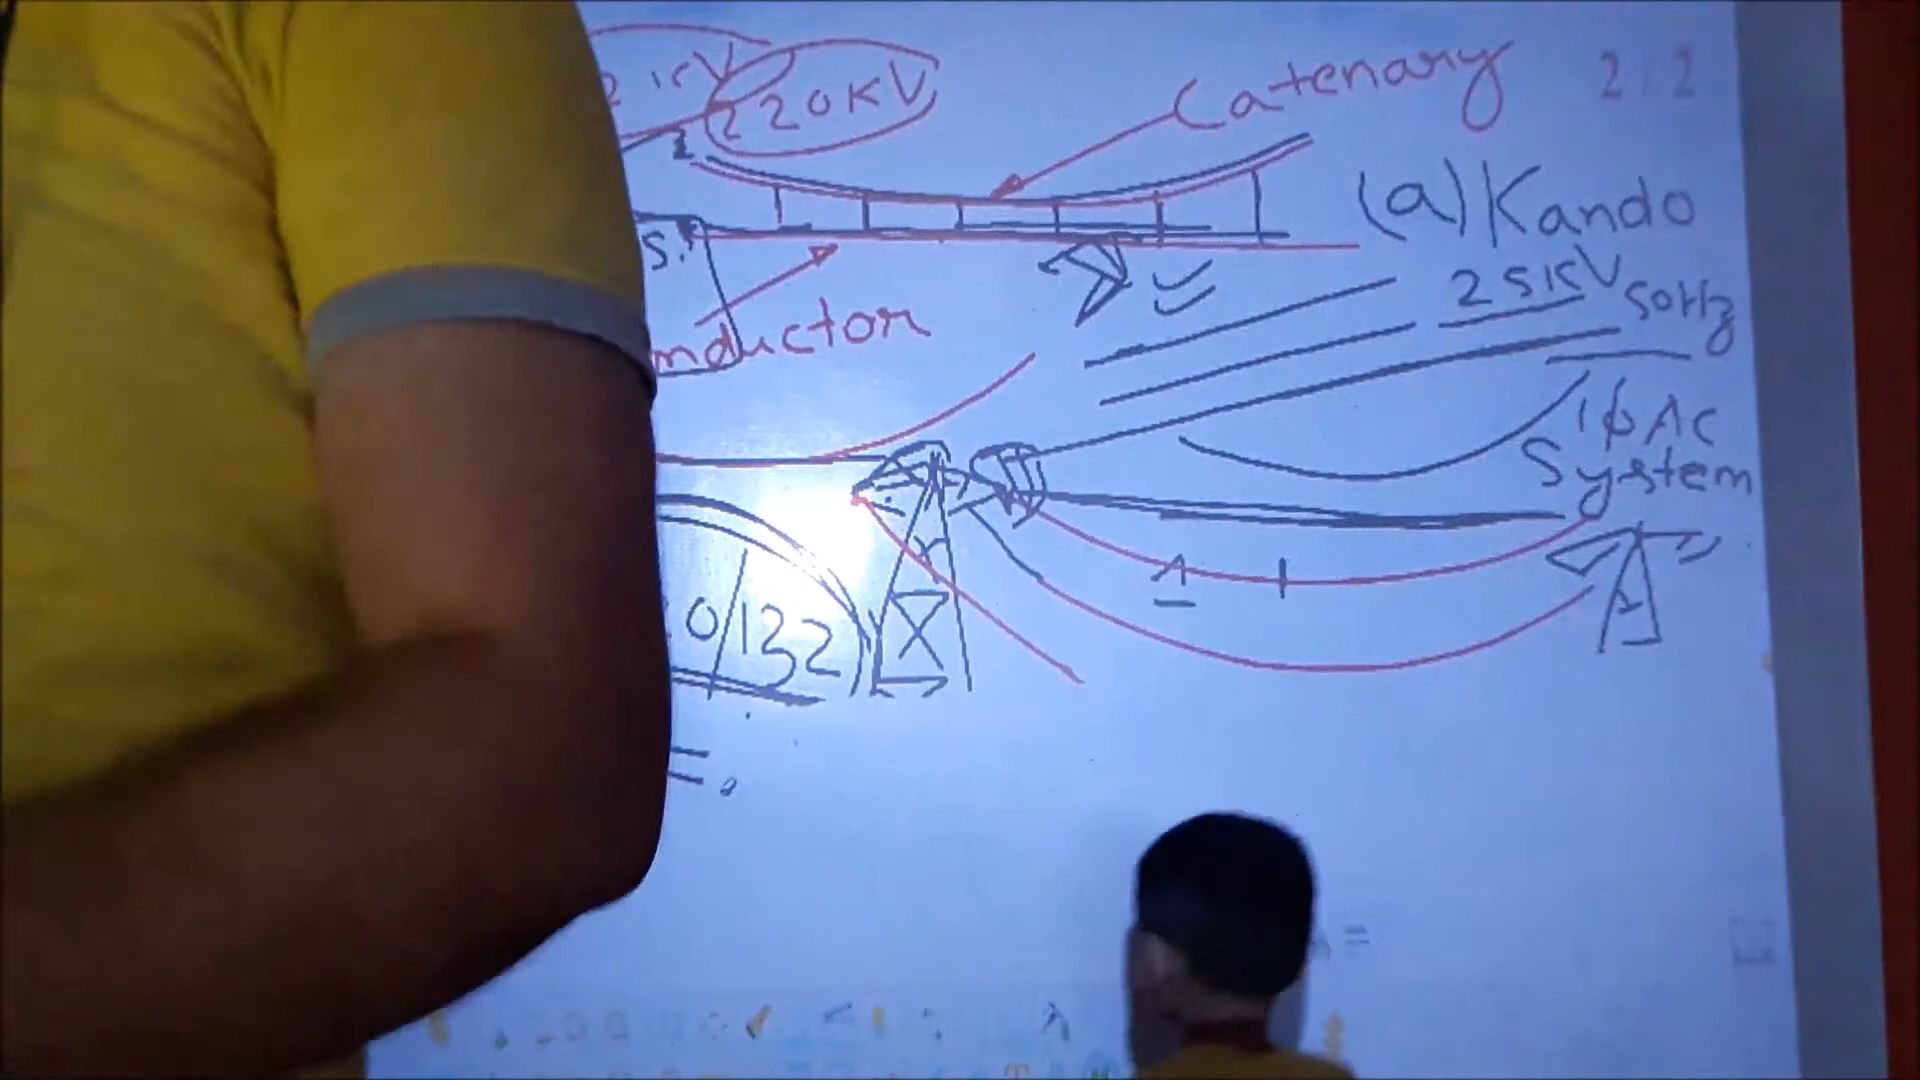 220KV
Catenary
2/2
(a) Kando
25KV 50Hz
S.
nductor
1ϕ AC
System
0/132